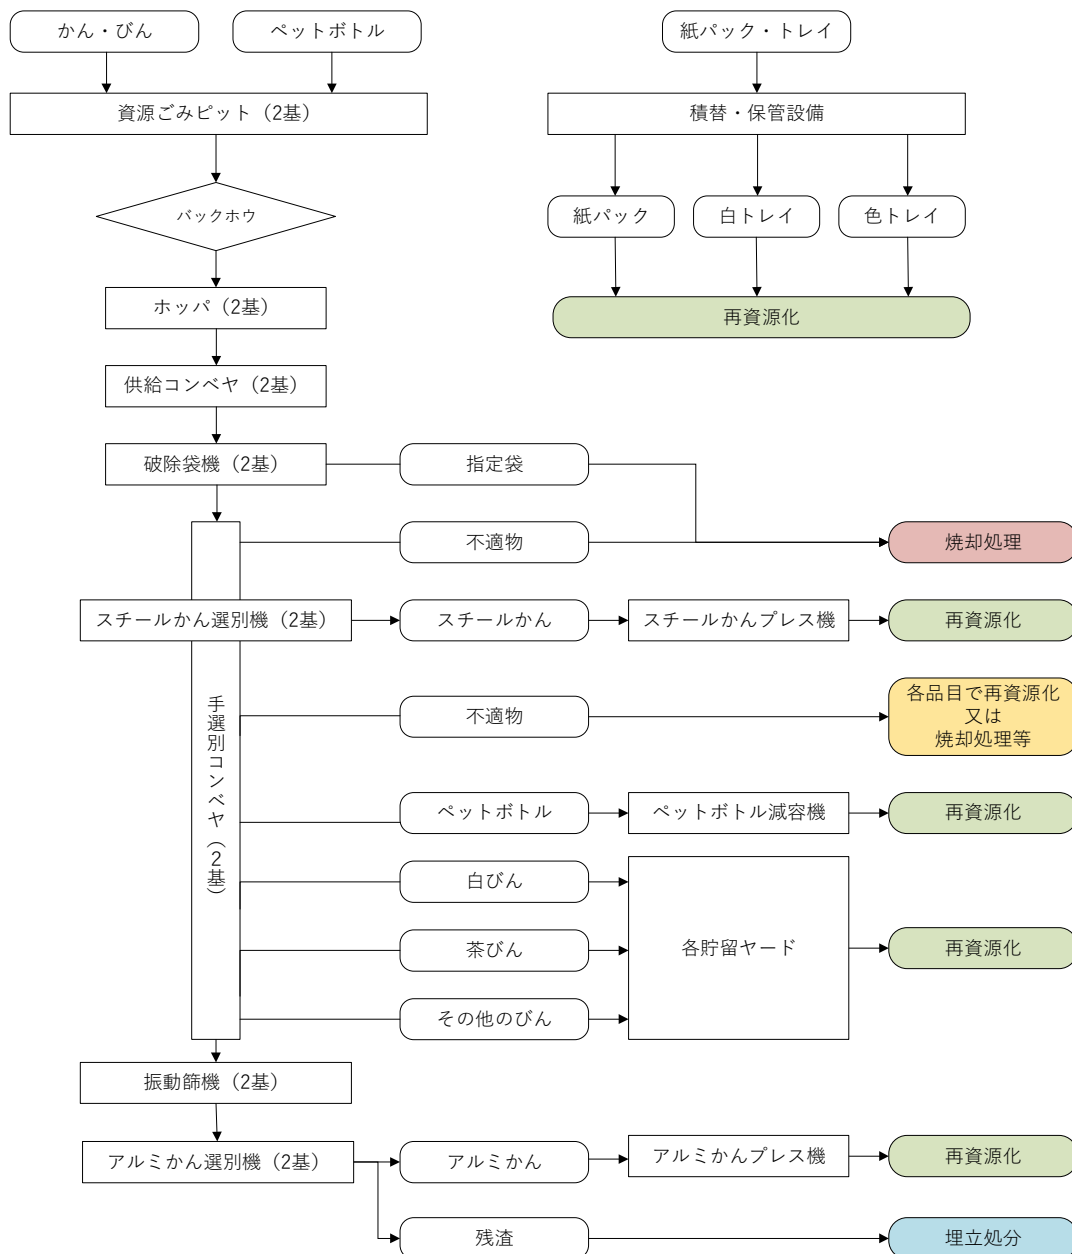 かん・びん
ペットボトル
紙パック・トレイ
資源ごみピット（2基）
積替・保管設備
バックホウ
紙パック
白トレイ
色トレイ
ホッパ（2基）
再資源化
供給コンベヤ（2基）
破除袋機（2基）
指定袋
不適物
焼却処理
スチールかん選別機（2基）
スチールかん
スチールかんプレス機
再資源化
手選別コンベヤ（2基）
不適物
各品目で再資源化
又は
焼却処理等
ペットボトル
ペットボトル減容機
再資源化
白びん
茶びん
その他のびん
各貯留ヤード
再資源化
振動篩機（2基）
アルミかん選別機（2基）
アルミかん
アルミかんプレス機
再資源化
残渣
埋立処分